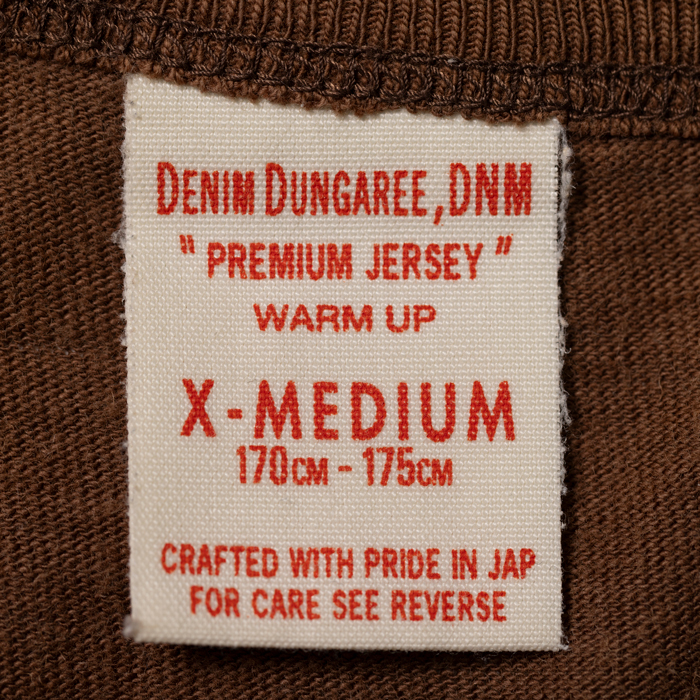 DENIM DUNGAREE, DNM
" PREMIUM JERSEY "
WARM UP
X-MEDIUM
170CM - 175CM
CRAFTED WITH PRIDE IN JAP
FOR CARE SEE REVERSE